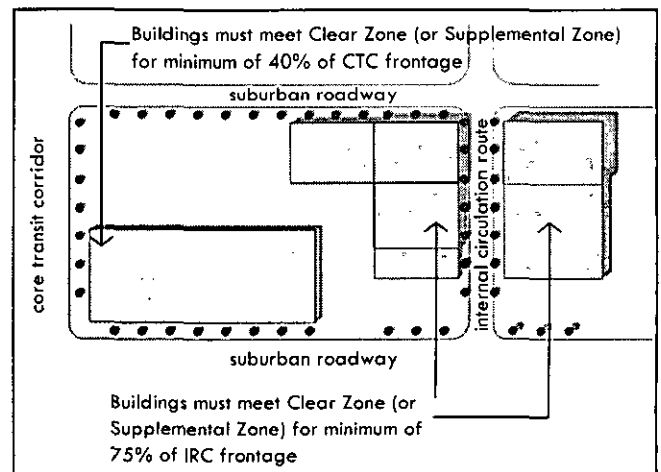 Buildings must meet Clear Zone (or Supplemental Zone)
for minimum of 40% of CTC frontage
suburban roadway
core transit corridor
internal circulation route
suburban roadway
Buildings must meet Clear Zone (or
Supplemental Zone) for minimum of
75% of IRC frontage